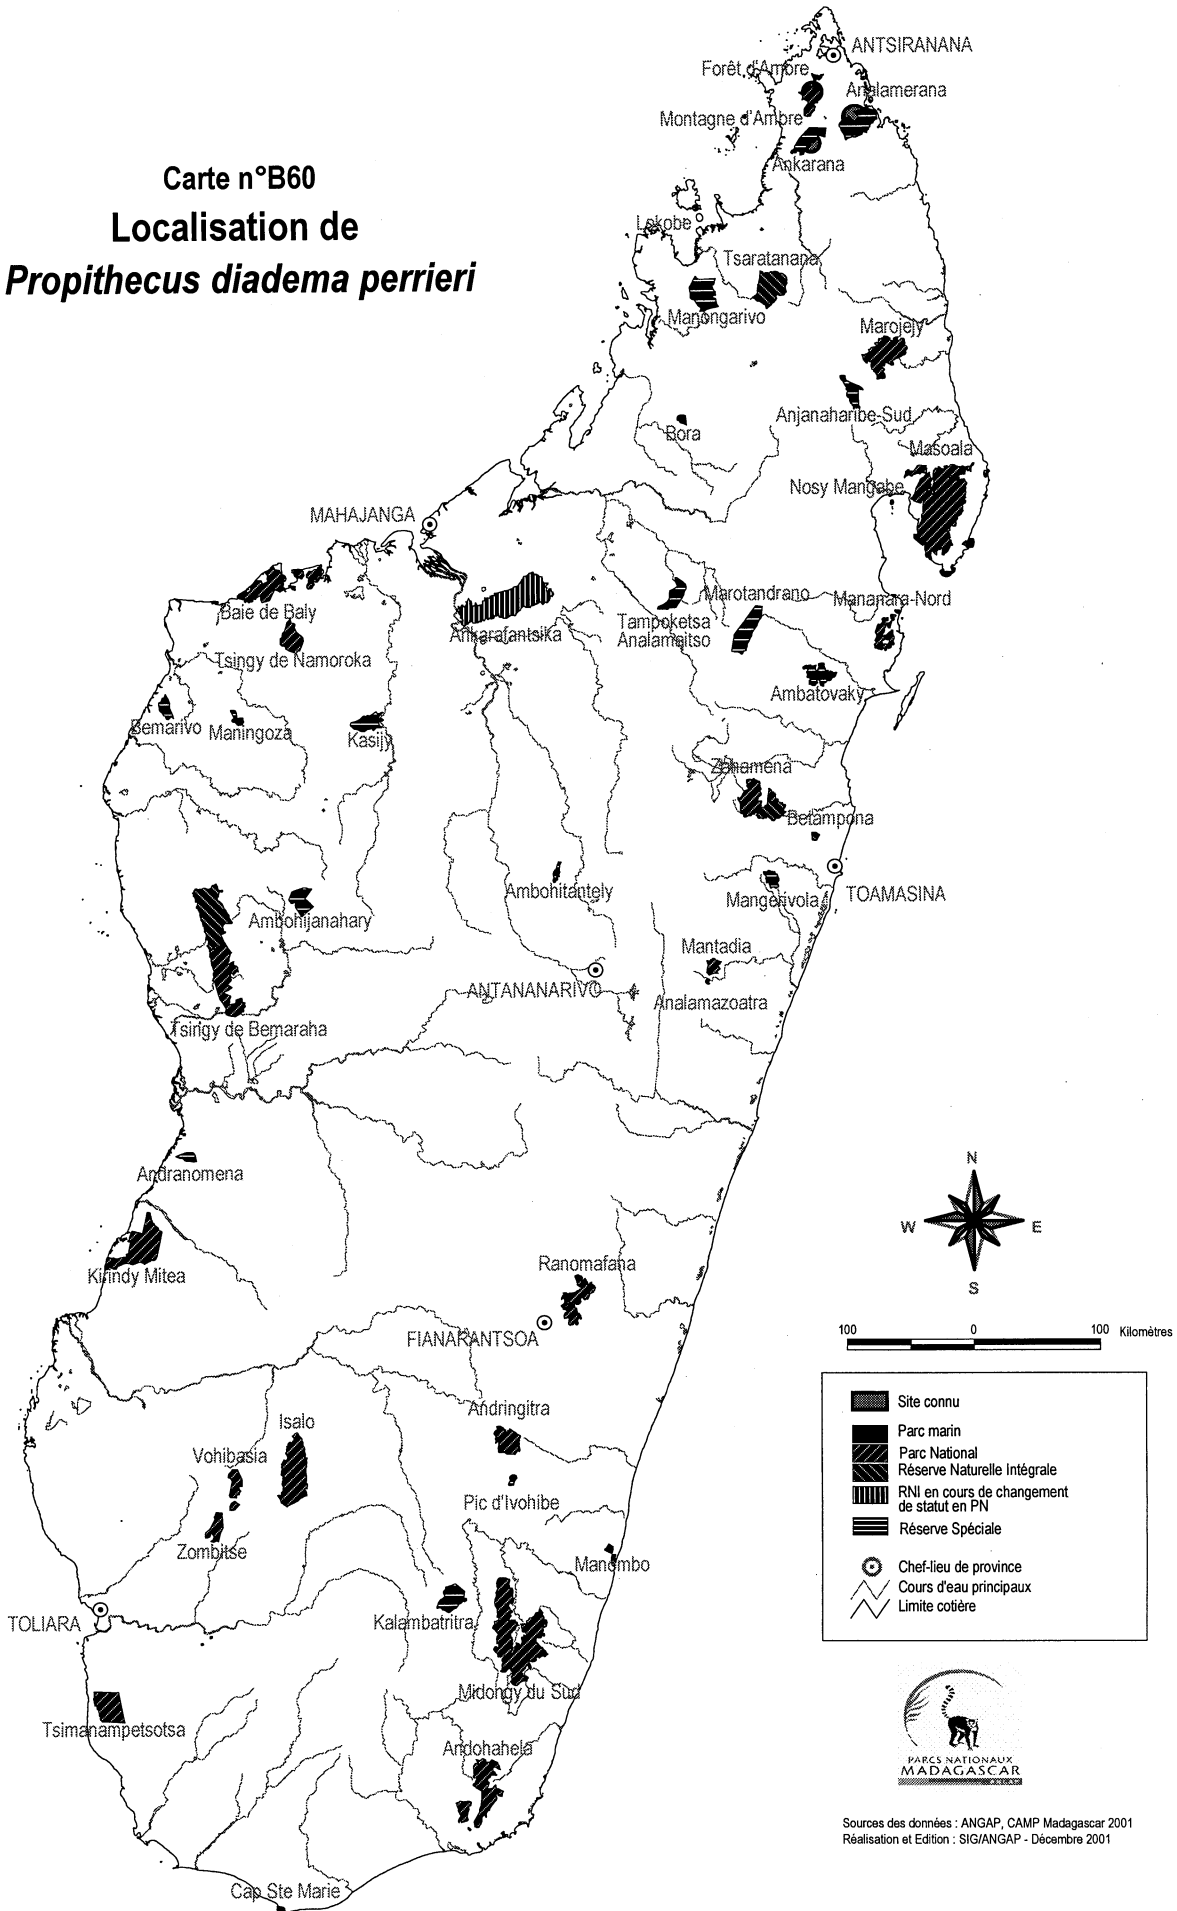 Carte n°B60
Localisation de
Propithecus diadema perrieri
ANTSIRANANA
Forêt d'Ambre
Analamerana
Montagne d'Ambre
Ankarana
Lokobe
Tsaratanana
Manongarivo
Marojejy
Anjanaharibe-Sud
Bora
Masoala
Nosy Mangabe
MAHAJANGA
Baie de Baly
Ankarafantsika
Tampoketsa
Analamaitso
Marotandrano
Mananara-Nord
Tsingy de Namoroka
Ambatovaky
Bemarivo
Maningoza
Kasijy
Zahamena
Betampona
Ambohitantely
Mangerivola
TOAMASINA
Ambohijanahary
Mantadia
ANTANANARIVO
Analamazoatra
Tsingy de Bemaraha
Andranomena
N
W
E
S
Kirindy Mitea
Ranomafana
FIANARANTSOA
100
0
100
Kilomètres
Site connu
Parc marin
Parc National
Réserve Naturelle Intégrale
RNI en cours de changement
de statut en PN
Réserve Spéciale
Chef-lieu de province
Cours d'eau principaux
Limite cotière
Andringitra
Isalo
Vohibasia
Pic d'Ivohibe
Zombitse
Manombo
TOLIARA
Kalambatritra
Midongy du Sud
Tsimanampetsotsa
Andohahela
Cap Ste Marie
PARCS NATIONAUX
MADAGASCAR
ANGAP
Sources des données : ANGAP, CAMP Madagascar 2001
Réalisation et Edition : SIG/ANGAP - Décembre 2001